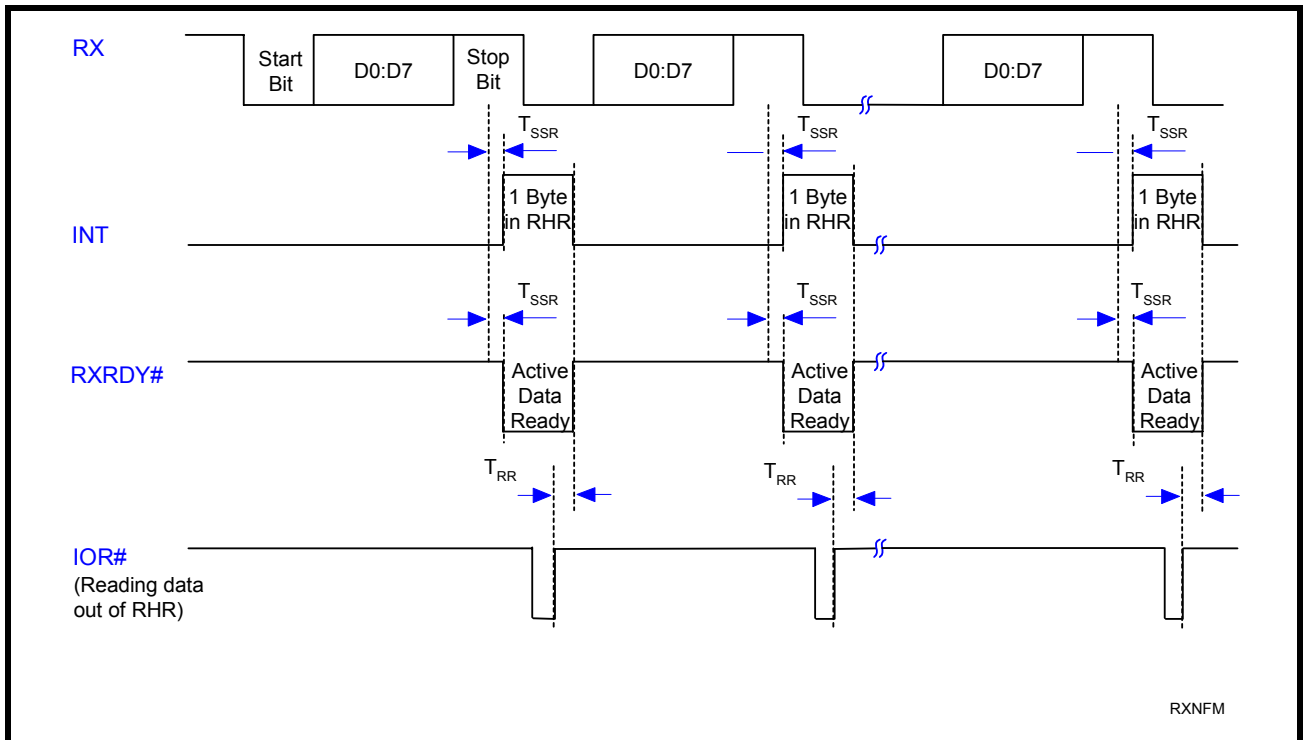 RX
Start
Bit
D0:D7
Stop
Bit
D0:D7
D0:D7
TSSR
TSSR
TSSR
INT
1 Byte
in RHR
1 Byte
in RHR
1 Byte
in RHR
TSSR
TSSR
TSSR
RXRDY#
Active
Data
Ready
Active
Data
Ready
Active
Data
Ready
TRR
TRR
TRR
IOR#
(Reading data
out of RHR)
RXNFM